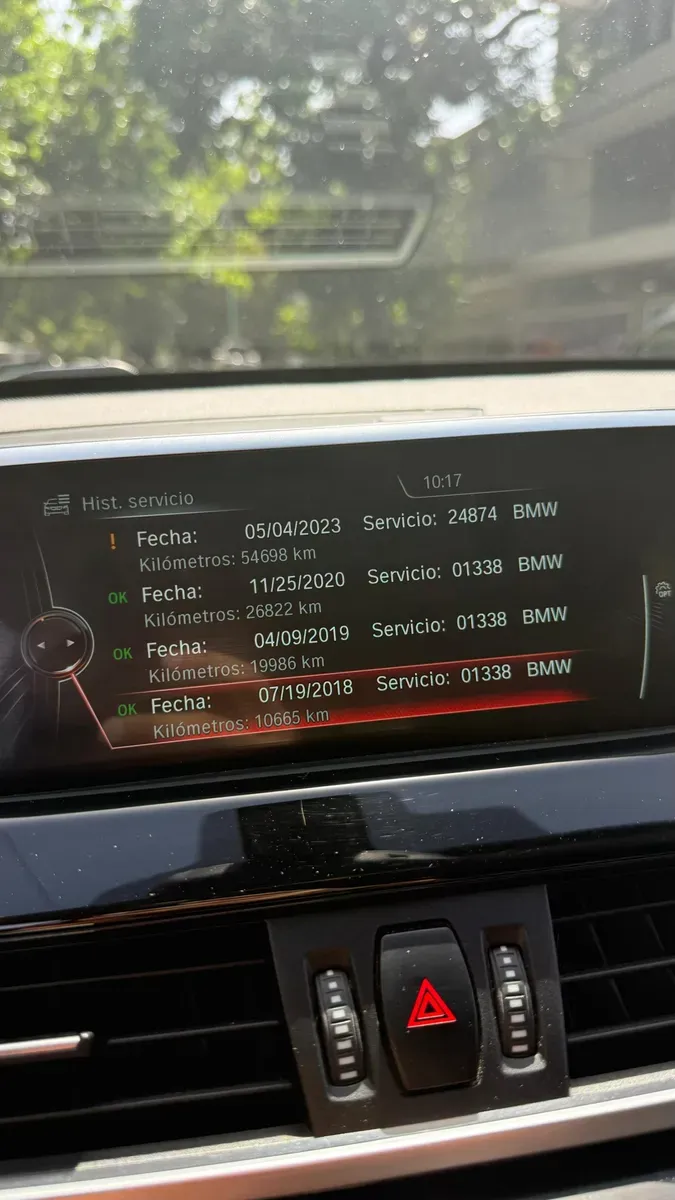 Hist. servicio
10:17
! Fecha: 05/04/2023 Servicio: 24874 BMW
Kilómetros: 54698 km
OK Fecha: 11/25/2020 Servicio: 01338 BMW
Kilómetros: 26822 km
OK Fecha: 04/09/2019 Servicio: 01338 BMW
Kilómetros: 19986 km
OK Fecha: 07/19/2018 Servicio: 01338 BMW
Kilómetros: 10665 km